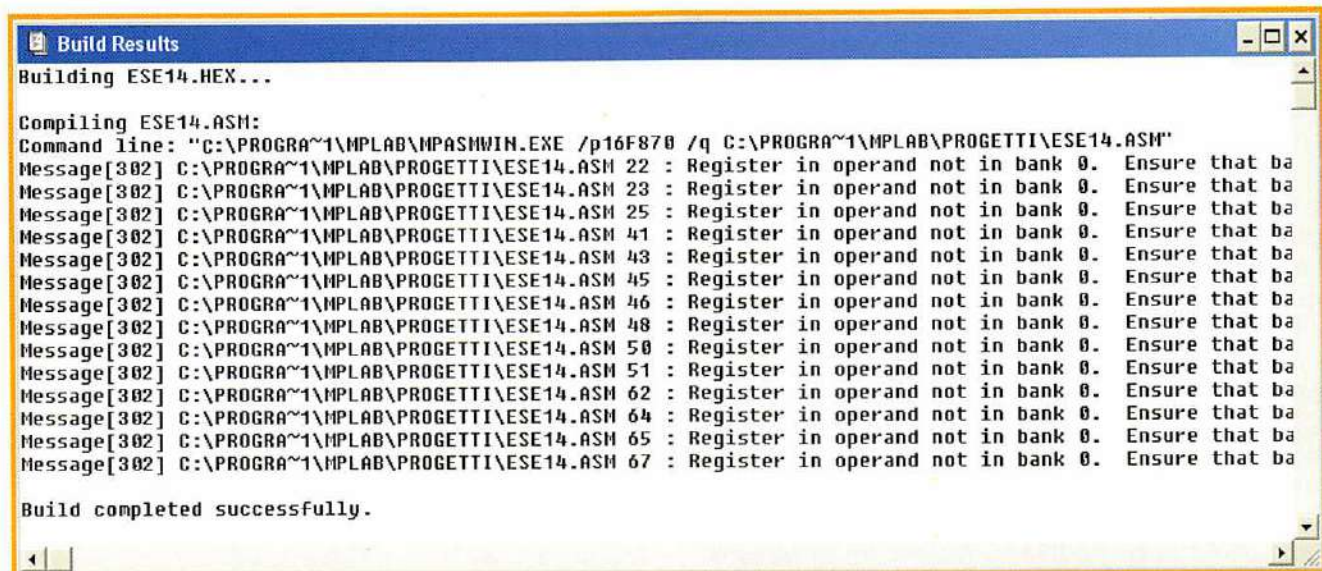 Build Results
Building ESE14.HEX...
Compiling ESE14.ASM:
Command line: "C:\PROGRA~1\MPLAB\MPASMWIN.EXE /p16F870 /q C:\PROGRA~1\MPLAB\PROGETTI\ESE14.ASM"
Message[302] C:\PROGRA~1\MPLAB\PROGETTI\ESE14.ASM 22 : Register in operand not in bank 0.  Ensure that ba
Message[302] C:\PROGRA~1\MPLAB\PROGETTI\ESE14.ASM 23 : Register in operand not in bank 0.  Ensure that ba
Message[302] C:\PROGRA~1\MPLAB\PROGETTI\ESE14.ASM 25 : Register in operand not in bank 0.  Ensure that ba
Message[302] C:\PROGRA~1\MPLAB\PROGETTI\ESE14.ASM 41 : Register in operand not in bank 0.  Ensure that ba
Message[302] C:\PROGRA~1\MPLAB\PROGETTI\ESE14.ASM 43 : Register in operand not in bank 0.  Ensure that ba
Message[302] C:\PROGRA~1\MPLAB\PROGETTI\ESE14.ASM 45 : Register in operand not in bank 0.  Ensure that ba
Message[302] C:\PROGRA~1\MPLAB\PROGETTI\ESE14.ASM 46 : Register in operand not in bank 0.  Ensure that ba
Message[302] C:\PROGRA~1\MPLAB\PROGETTI\ESE14.ASM 48 : Register in operand not in bank 0.  Ensure that ba
Message[302] C:\PROGRA~1\MPLAB\PROGETTI\ESE14.ASM 50 : Register in operand not in bank 0.  Ensure that ba
Message[302] C:\PROGRA~1\MPLAB\PROGETTI\ESE14.ASM 51 : Register in operand not in bank 0.  Ensure that ba
Message[302] C:\PROGRA~1\MPLAB\PROGETTI\ESE14.ASM 62 : Register in operand not in bank 0.  Ensure that ba
Message[302] C:\PROGRA~1\MPLAB\PROGETTI\ESE14.ASM 64 : Register in operand not in bank 0.  Ensure that ba
Message[302] C:\PROGRA~1\MPLAB\PROGETTI\ESE14.ASM 65 : Register in operand not in bank 0.  Ensure that ba
Message[302] C:\PROGRA~1\MPLAB\PROGETTI\ESE14.ASM 67 : Register in operand not in bank 0.  Ensure that ba
Build completed successfully.